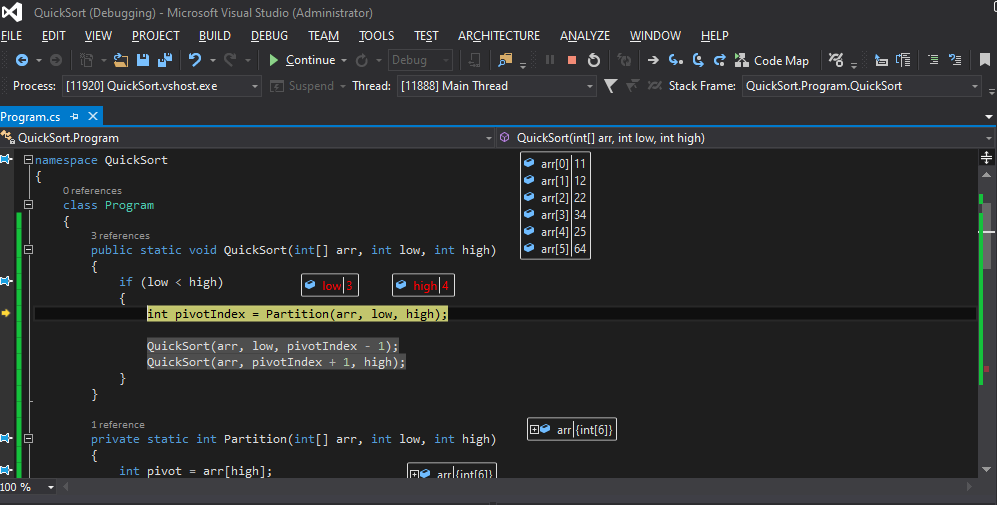 QuickSort (Debugging) - Microsoft Visual Studio (Administrator)
FILE EDIT VIEW PROJECT BUILD DEBUG TEAM TOOLS TEST ARCHITECTURE ANALYZE WINDOW HELP
Continue Debug Code Map
Process: [11920] QuickSort.vshost.exe Suspend Thread: [11888] Main Thread Stack Frame: QuickSort.Program.QuickSort
Program.cs
QuickSort.Program QuickSort(int[] arr, int low, int high)
namespace QuickSort
{
0 references
class Program
{
3 references
public static void QuickSort(int[] arr, int low, int high)
{
if (low < high)
{
int pivotIndex = Partition(arr, low, high);
QuickSort(arr, low, pivotIndex - 1);
QuickSort(arr, pivotIndex + 1, high);
}
}
1 reference
private static int Partition(int[] arr, int low, int high)
{
int pivot = arr[high];
arr[0] 11
arr[1] 12
arr[2] 22
arr[3] 34
arr[4] 25
arr[5] 64
low 3
high 4
arr {int[6]}
arr {int[6]}
100 %